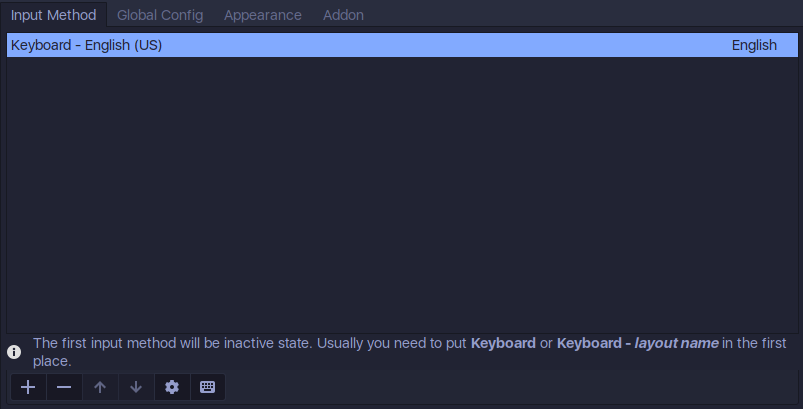 Input Method Global Config Appearance Addon
Keyboard - English (US) English
The first input method will be inactive state. Usually you need to put Keyboard or Keyboard - layout name in the first
place.